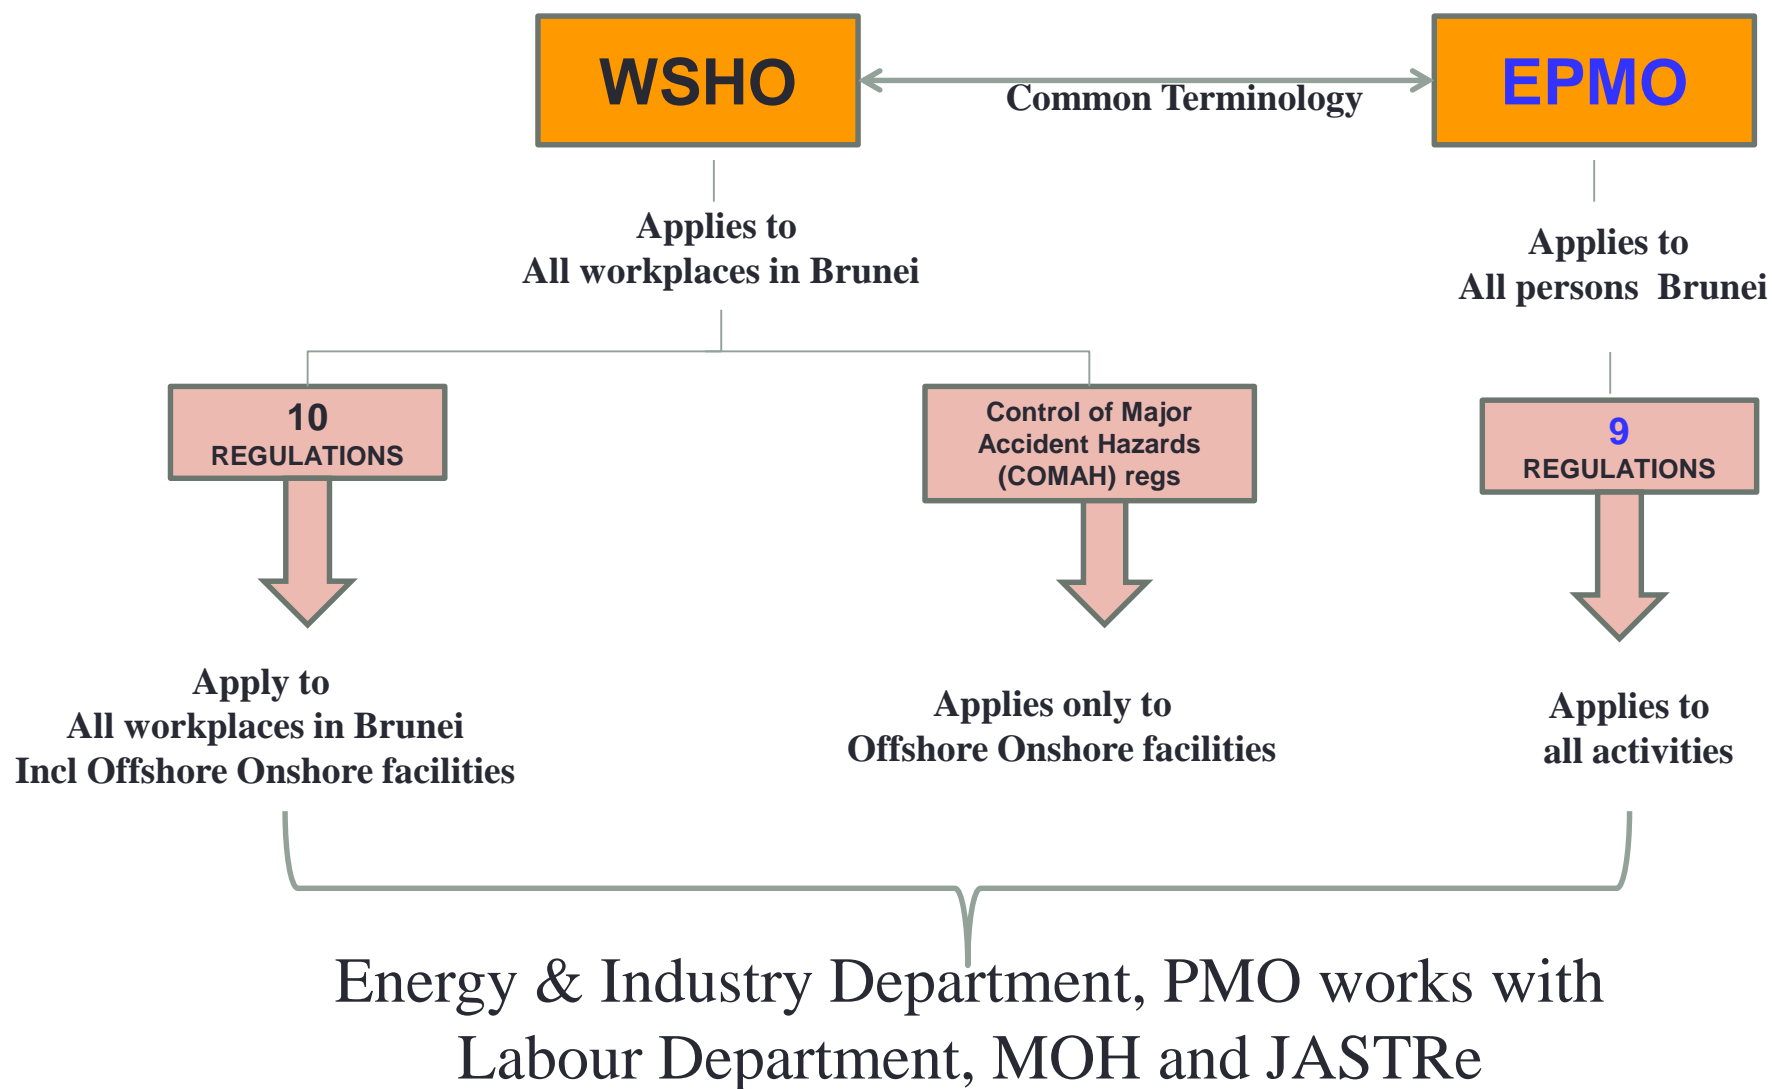 WSHO
Common Terminology
EPMO
Applies to
All workplaces in Brunei
Applies to
All persons Brunei
10
REGULATIONS
Control of Major
Accident Hazards
(COMAH) regs
9
REGULATIONS
Apply to
All workplaces in Brunei
Incl Offshore Onshore facilities
Applies only to
Offshore Onshore facilities
Applies to
all activities
Energy & Industry Department, PMO works with
Labour Department, MOH and JASTRe